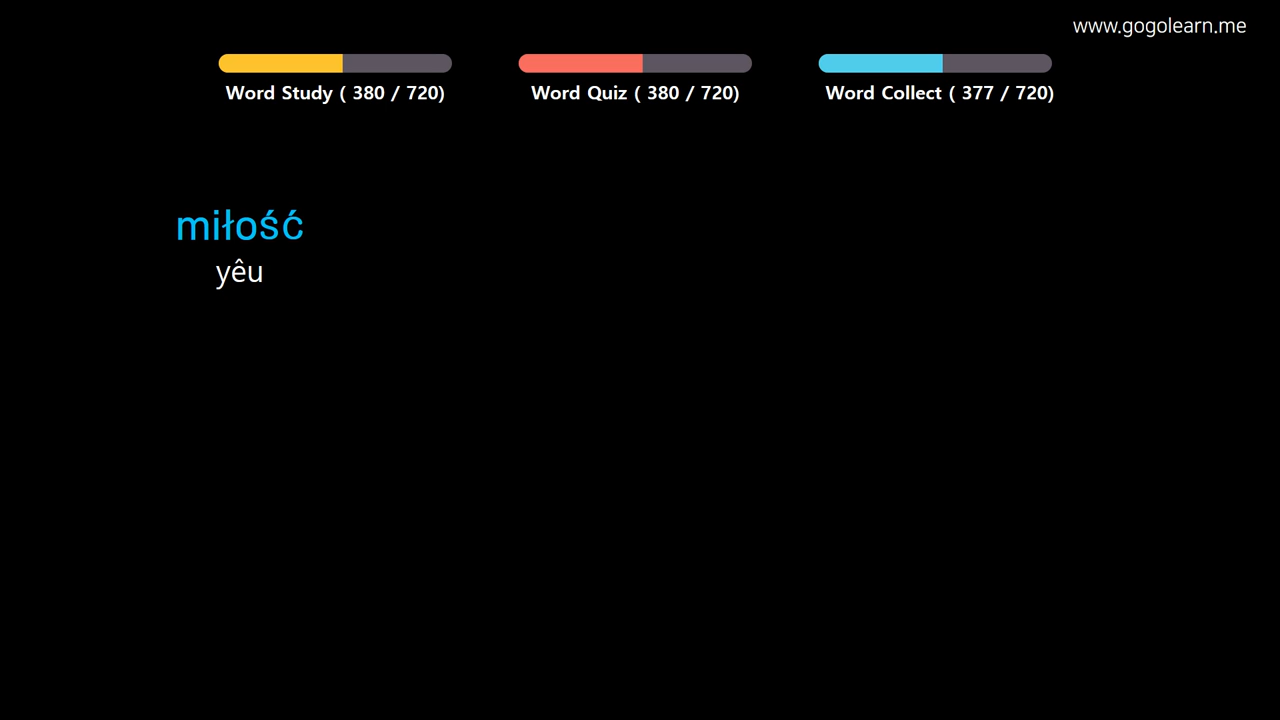 www.gogolearn.me
Word Study ( 380 / 720)
Word Quiz ( 380 / 720)
Word Collect ( 377 / 720)
miłość
yêu